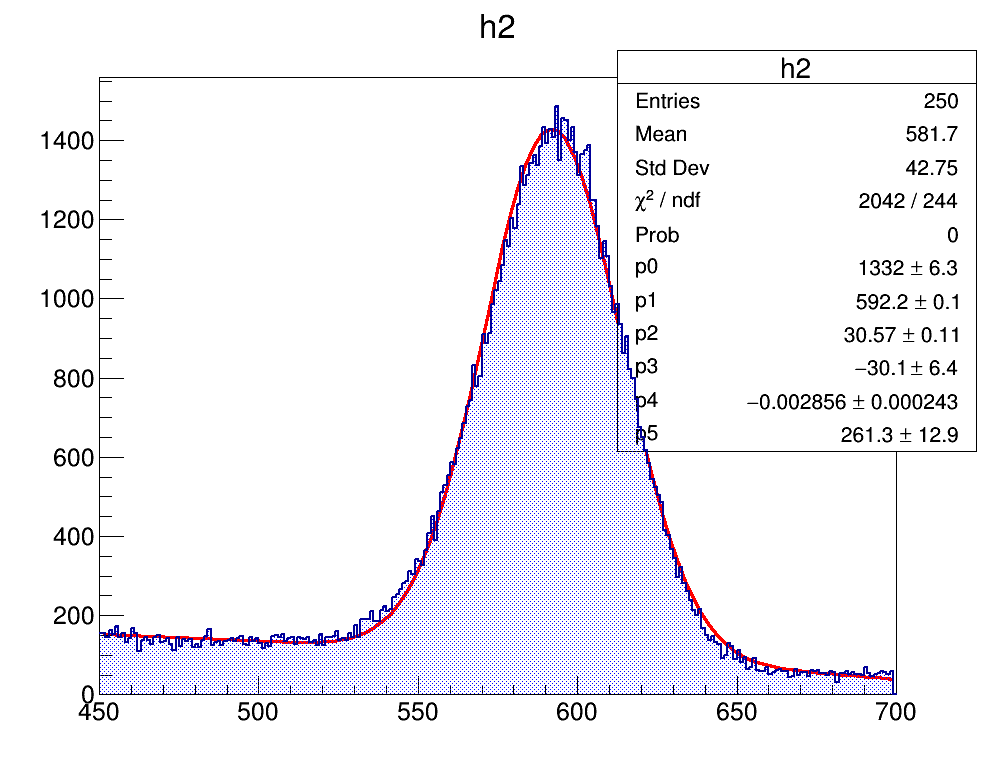 h2
h2
Entries 250
Mean 581.7
Std Dev 42.75
χ² / ndf 2042 / 244
Prob 0
p0 1332 ± 6.3
p1 592.2 ± 0.1
p2 30.57 ± 0.11
p3 −30.1 ± 6.4
p4 −0.002856 ± 0.000243
p5 261.3 ± 12.9
1400
1200
1000
800
600
400
200
0
450 500 550 600 650 700